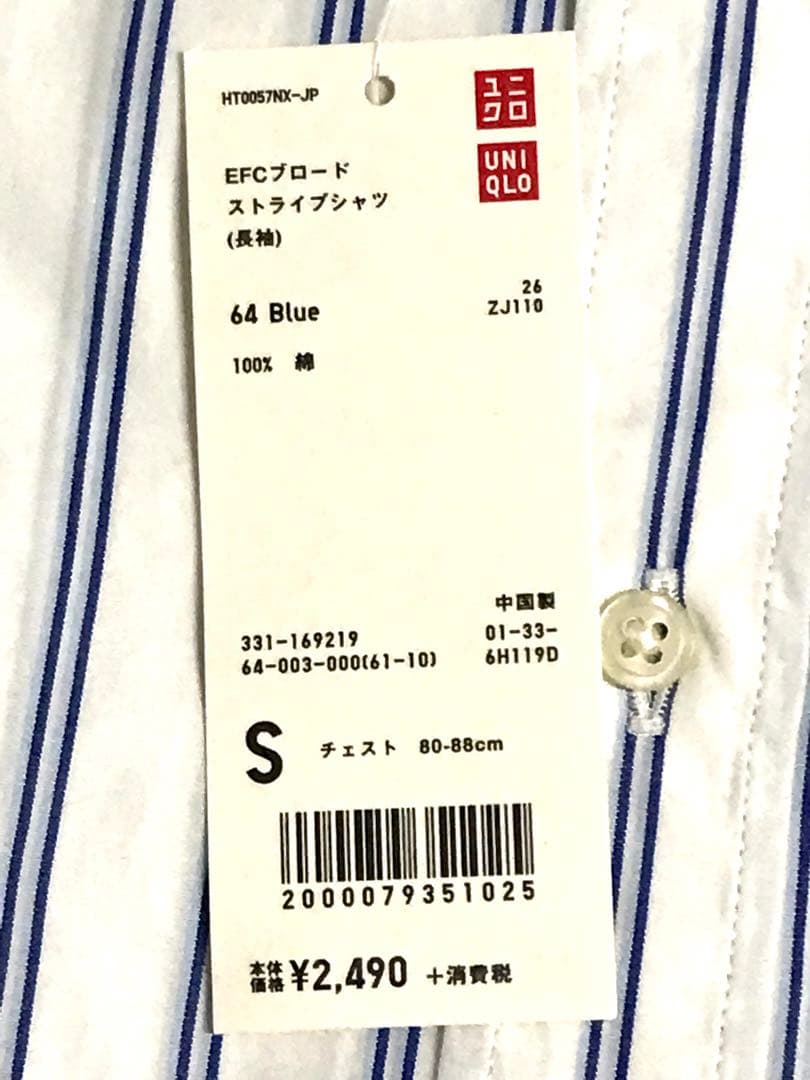 HT0057NX-JP
ユニ
クロ
UNI
QLO
EFCブロード
ストライプシャツ
(長袖)
64 Blue
26
ZJ110
100% 綿
中国製
331-169219
01-33-
64-003-000(61-10)
6H119D
S チェスト 80-88cm
2000079351025
本体価格 ¥2,490 +消費税